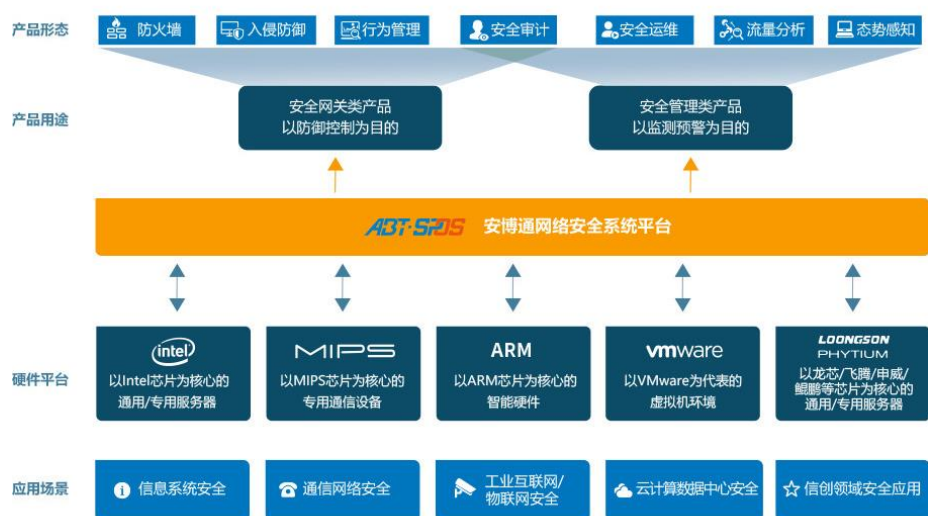 产品形态
防火墙
入侵防御
行为管理
安全审计
安全运维
流量分析
态势感知
产品用途
安全网关类产品
以防御控制为目的
安全管理类产品
以监测预警为目的
ABT·SPOS 安博通网络安全系统平台
硬件平台
intel
以Intel芯片为核心的
通用/专用服务器
MIPS
以MIPS芯片为核心的
专用通信设备
ARM
以ARM芯片为核心的
智能硬件
vmware
以VMware为代表的
虚拟机环境
LOONGSON
PHYTIUM
以龙芯/飞腾/申威/
鲲鹏等芯片为核心的
通用/专用服务器
应用场景
信息系统安全
通信网络安全
工业互联网/
物联网安全
云计算数据中心安全
信创领域安全应用